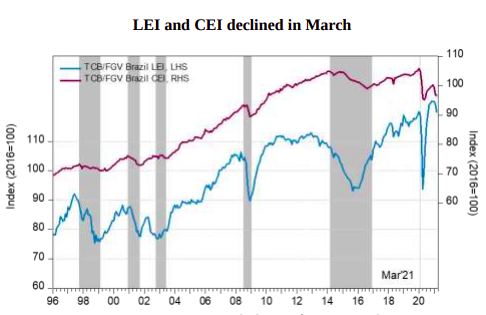 LEI and CEI declined in March
TCB/FGV Brazil LEI, LHS
TCB/FGV Brazil CEI, RHS
Index (2016=100)
110
100
90
80
70
60
110
100
90
80
70
60
Index (2016=100)
Mar'21
96 98 00 02 04 06 08 10 12 14 16 18 20